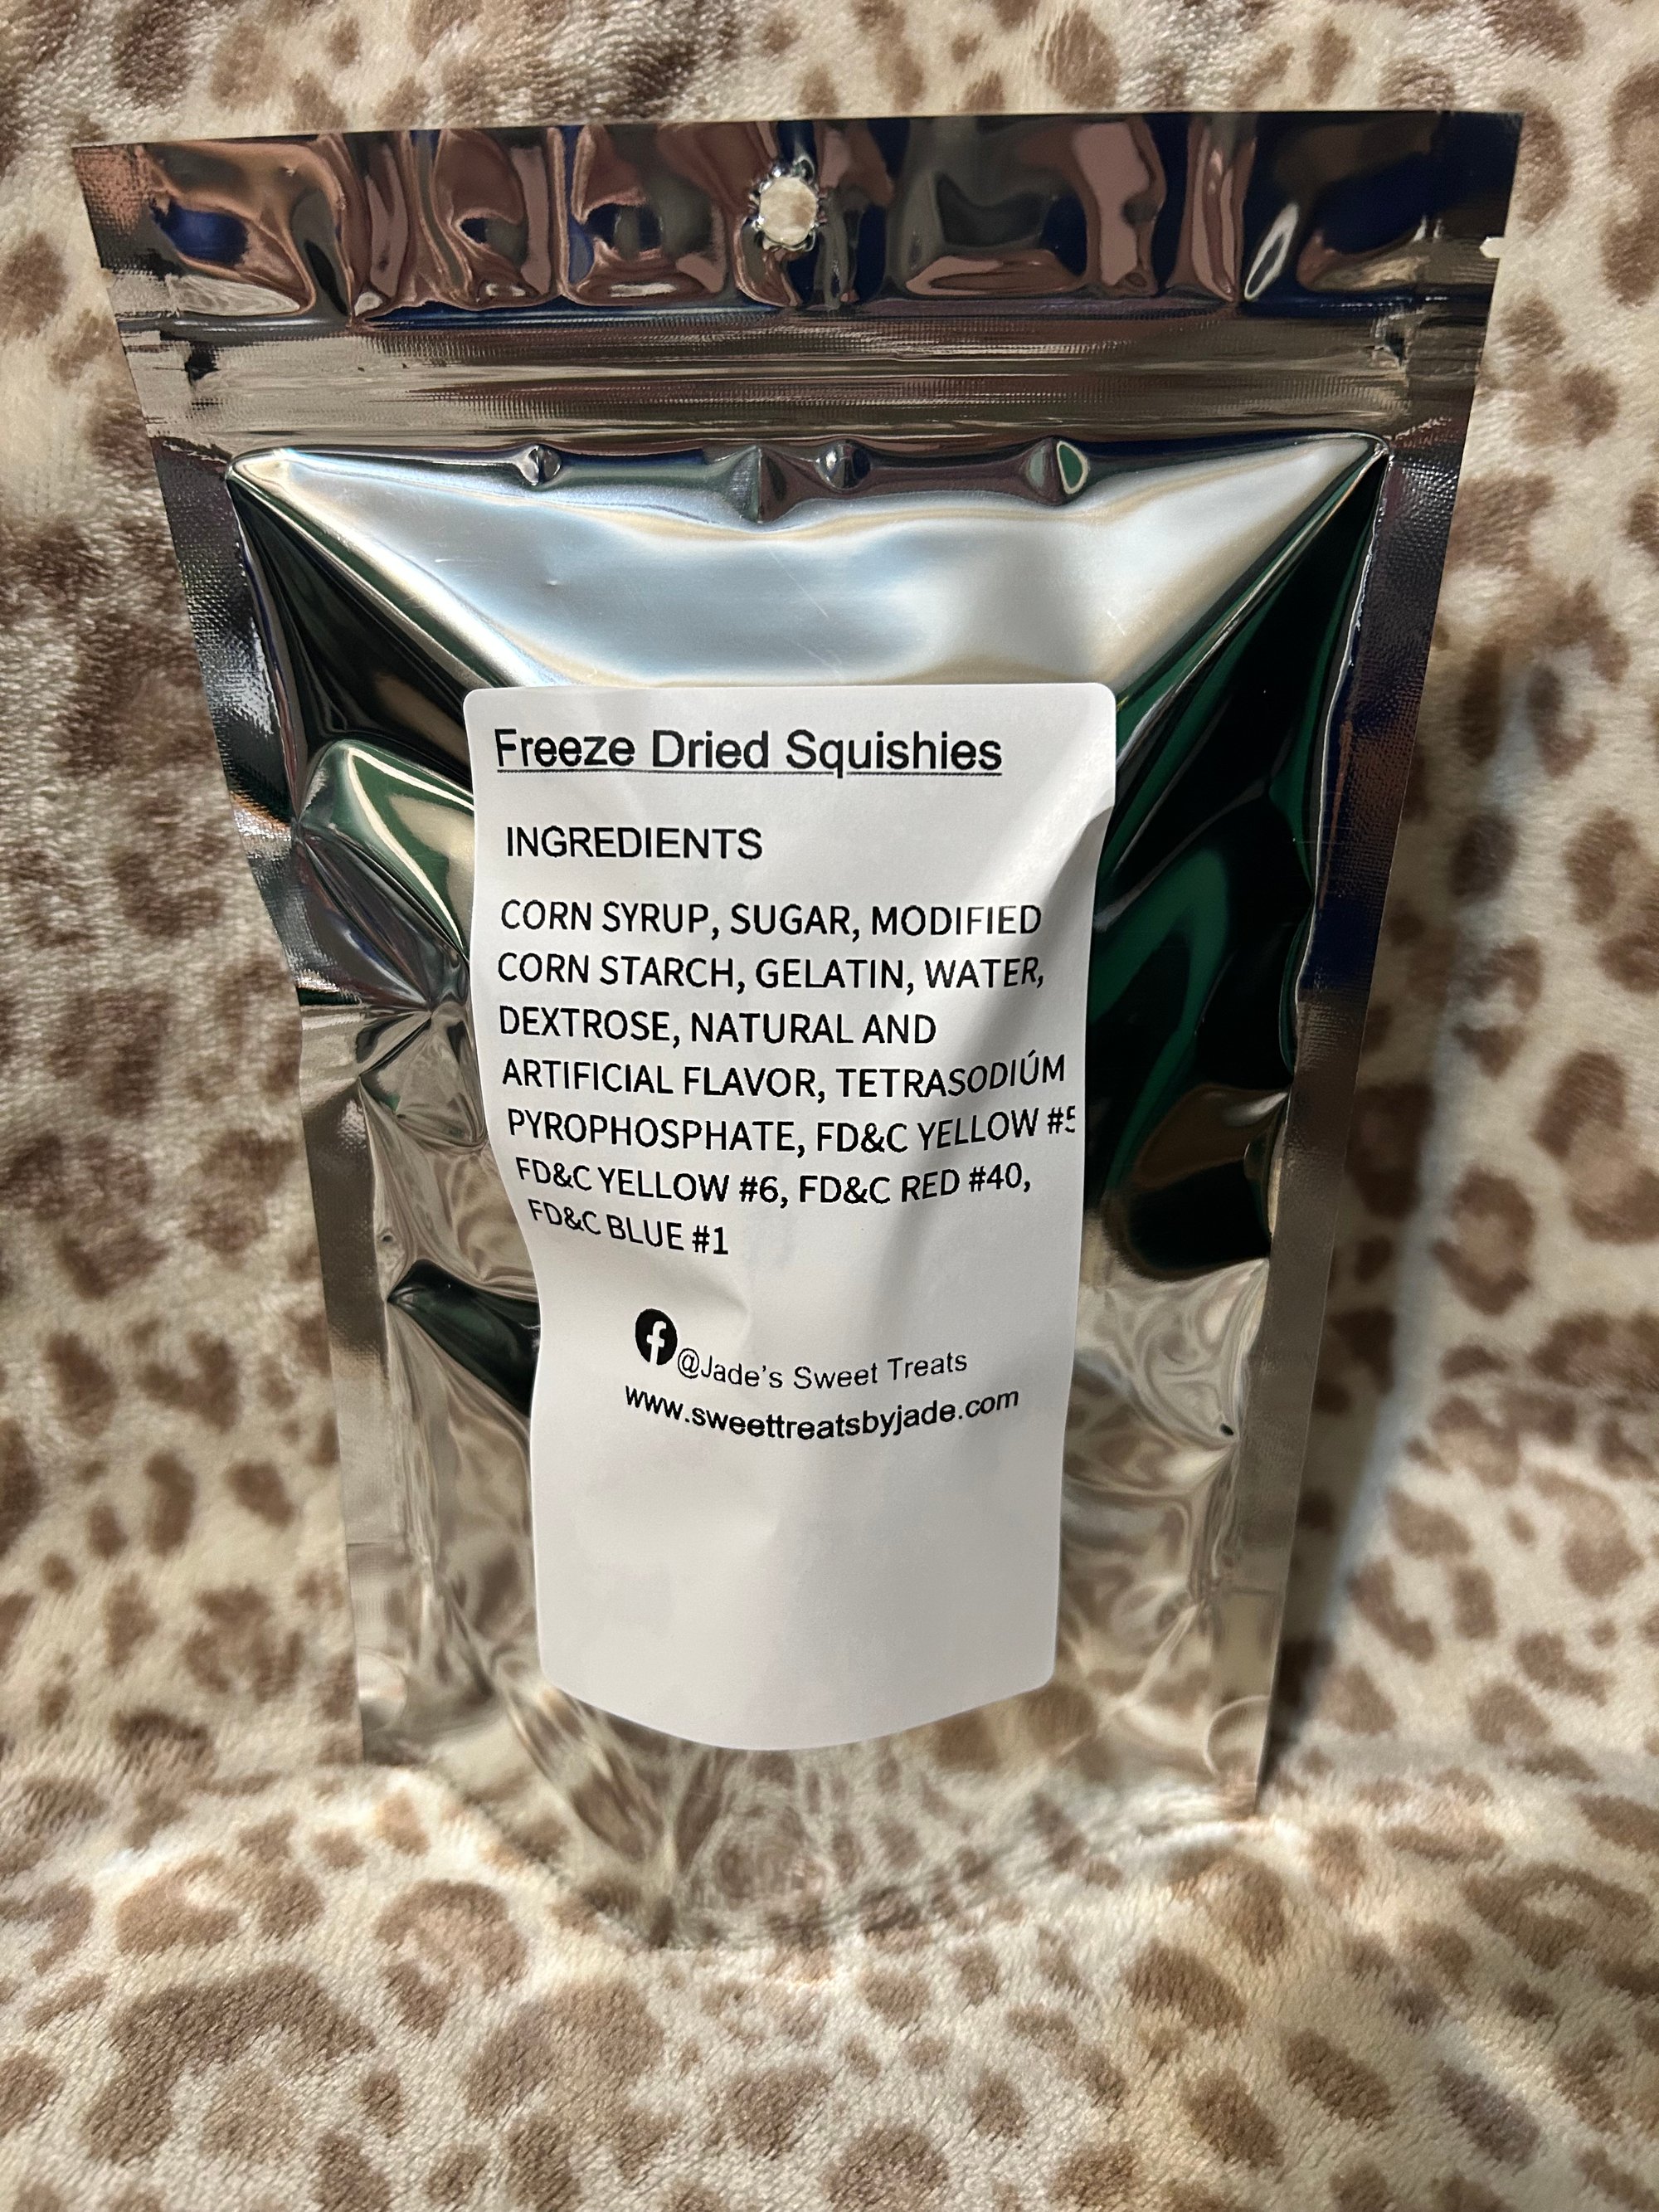 Freeze Dried Squishies
INGREDIENTS
CORN SYRUP, SUGAR, MODIFIED
CORN STARCH, GELATIN, WATER,
DEXTROSE, NATURAL AND
ARTIFICIAL FLAVOR, TETRASODIÚM
PYROPHOSPHATE, FD&C YELLOW #5
FD&C YELLOW #6, FD&C RED #40,
FD&C BLUE #1
@Jade's Sweet Treats
www.sweettreatsbyjade.com